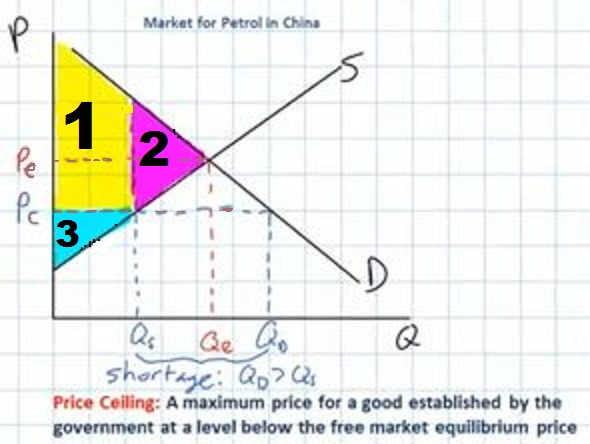 Market for Petrol in China
P
S
1
2
Pe
Pc
3
D
Qs Qe QD Q
shortage: QD > Qs
Price Ceiling: A maximum price for a good established by the
government at a level below the free market equilibrium price